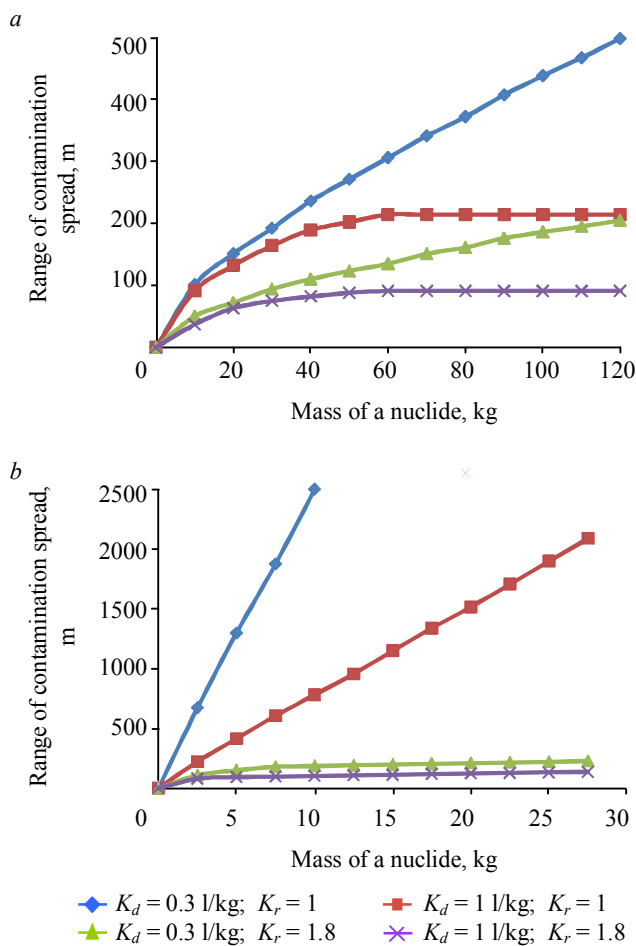 a
Range of contamination
spread, m
500
400
300
200
100
0 20 40 60 80 100 120
Mass of a nuclide, kg
b
Range of contamination spread,
m
2500
2000
1500
1000
500
0 5 10 15 20 25 30
Mass of a nuclide, kg
K_d = 0.3 l/kg; K_r = 1 K_d = 1 l/kg; K_r = 1
K_d = 0.3 l/kg; K_r = 1.8 K_d = 1 l/kg; K_r = 1.8